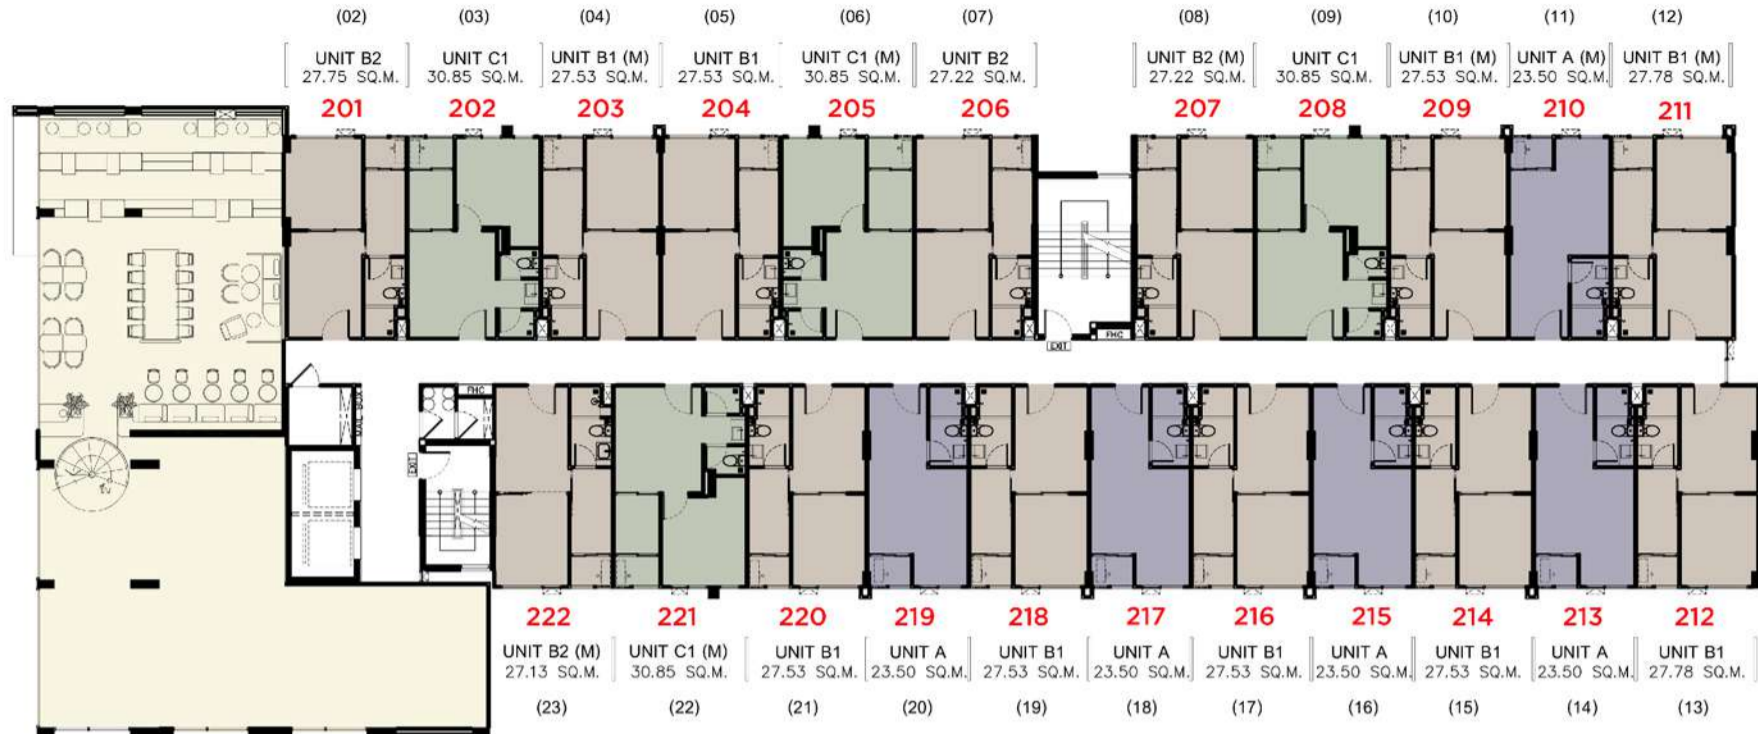 (02) (03) (04) (05) (06) (07) (08) (09) (10) (11) (12)
UNIT B2 UNIT C1 UNIT B1 (M) UNIT B1 UNIT C1 (M) UNIT B2 UNIT B2 (M) UNIT C1 UNIT B1 (M) UNIT A (M) UNIT B1 (M)
27.75 SQ.M. 30.85 SQ.M. 27.53 SQ.M. 27.53 SQ.M. 30.85 SQ.M. 27.22 SQ.M. 27.22 SQ.M. 30.85 SQ.M. 27.53 SQ.M. 23.50 SQ.M. 27.78 SQ.M.
201 202 203 204 205 206 207 208 209 210 211
FHC
EXIT
FHC
MAIL BOX
EXIT
222 221 220 219 218 217 216 215 214 213 212
UNIT B2 (M) UNIT C1 (M) UNIT B1 UNIT A UNIT B1 UNIT A UNIT B1 UNIT A UNIT B1 UNIT A UNIT B1
27.13 SQ.M. 30.85 SQ.M. 27.53 SQ.M. 23.50 SQ.M. 27.53 SQ.M. 23.50 SQ.M. 27.53 SQ.M. 23.50 SQ.M. 27.53 SQ.M. 23.50 SQ.M. 27.78 SQ.M.
(23) (22) (21) (20) (19) (18) (17) (16) (15) (14) (13)